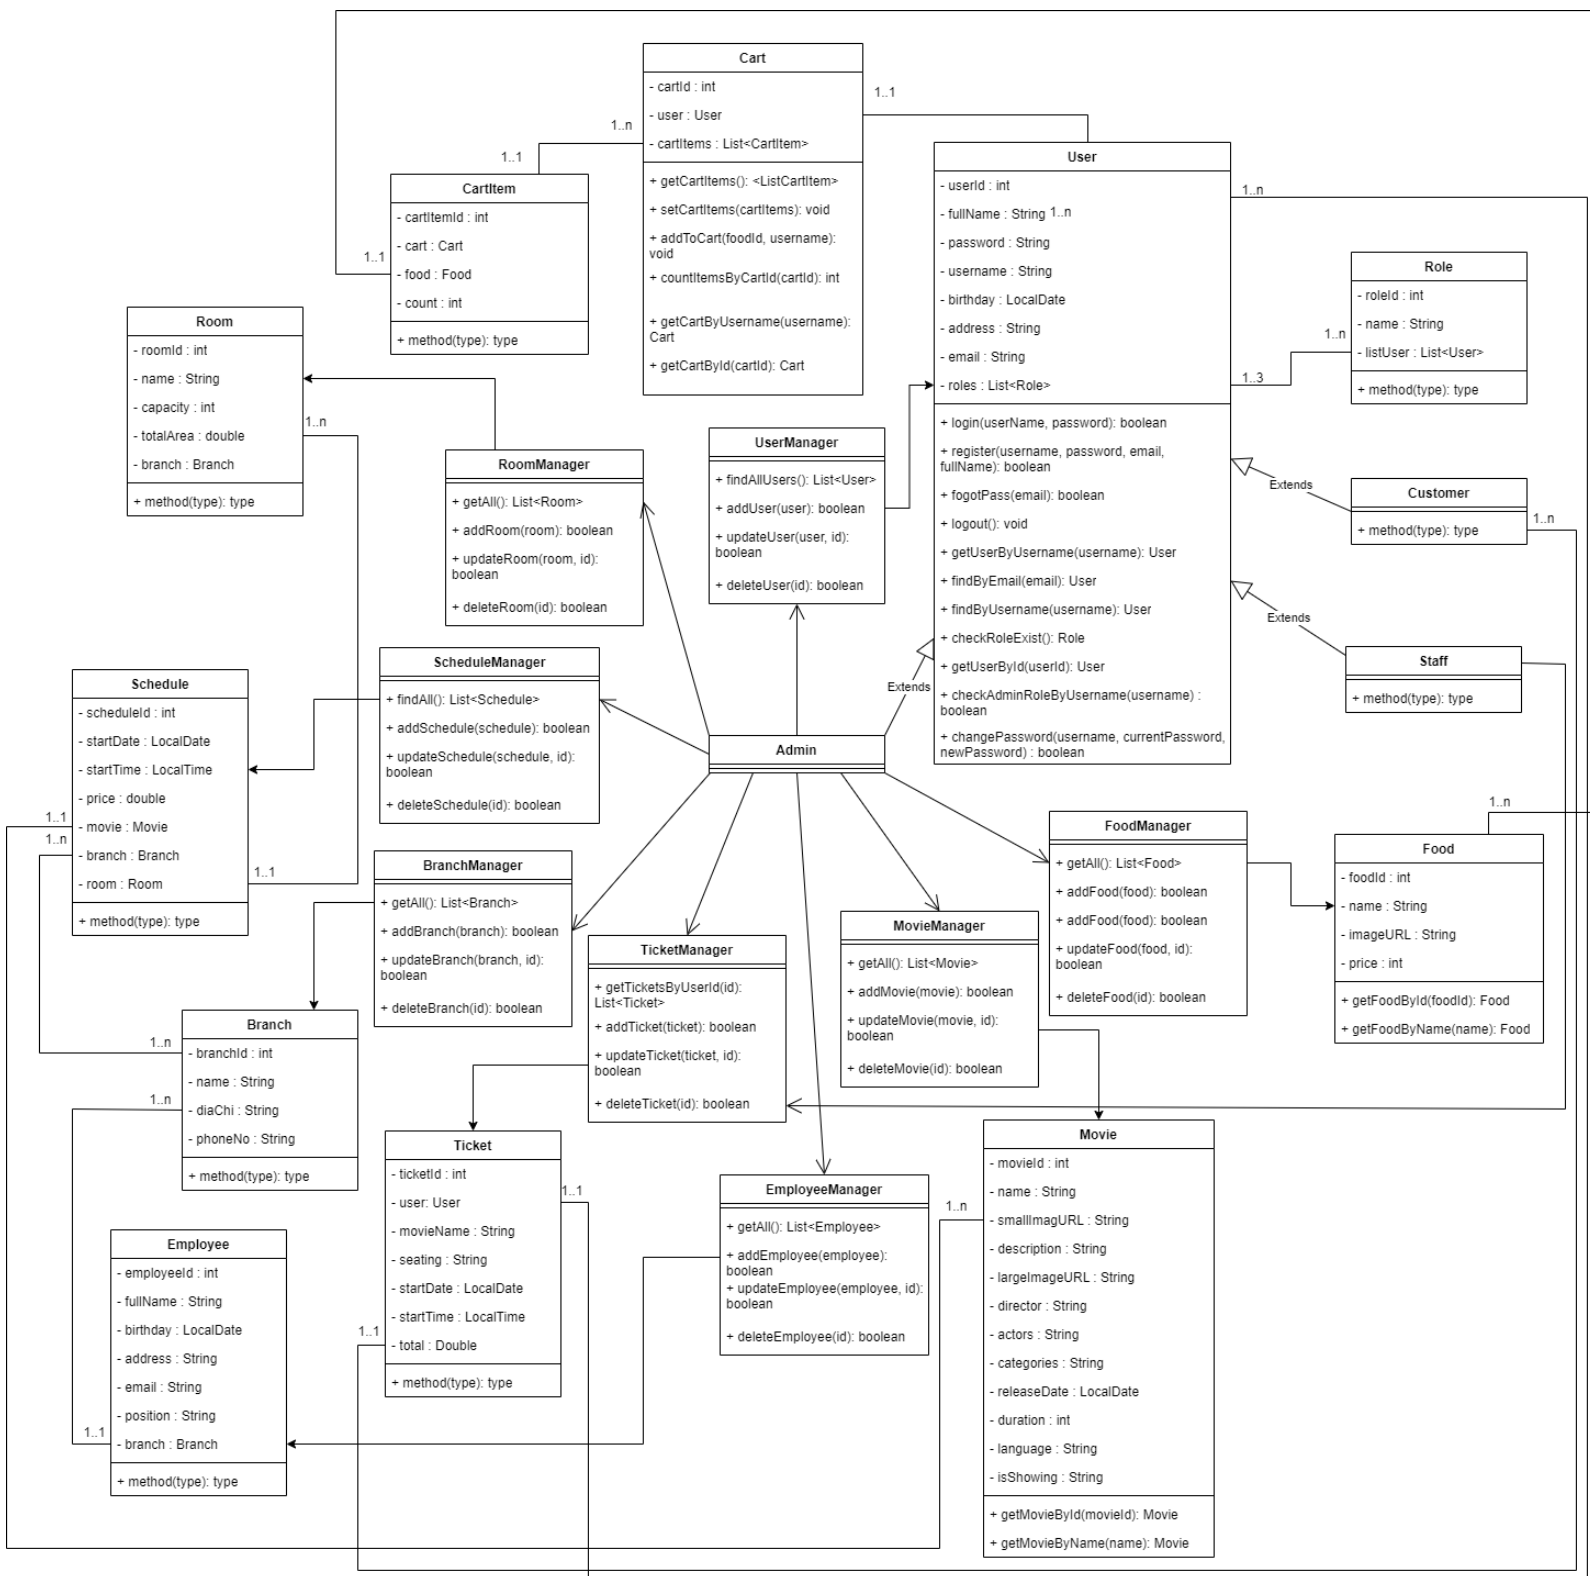 Cart
- cartId : int
- user : User
- cartItems : List<CartItem>
+ getCartItems(): <ListCartItem>
+ setCartItems(cartItems): void
+ addToCart(foodId, username):
void
+ countItemsByCartId(cartId): int
+ getCartByUsername(username):
Cart
+ getCartById(cartId): Cart
1..1
1..n
1..1
CartItem
- cartItemId : int
- cart : Cart
- food : Food
- count : int
+ method(type): type
1..1
User
- userId : int
- fullName : String
1..n
- password : String
- username : String
- birthday : LocalDate
- address : String
- email : String
- roles : List<Role>
+ login(userName, password): boolean
+ register(username, password, email,
fullName): boolean
+ fogotPass(email): boolean
+ logout(): void
+ getUserByUsername(username): User
+ findByEmail(email): User
+ findByUsername(username): User
+ checkRoleExist(): Role
+ getUserById(userId): User
+ checkAdminRoleByUsername(username) :
boolean
+ changePassword(username, currentPassword,
newPassword) : boolean
1..n
Role
- roleId : int
- name : String
- listUser : List<User>
+ method(type): type
1..n
1..3
Room
- roomId : int
- name : String
- capacity : int
- totalArea : double
- branch : Branch
+ method(type): type
1..n
RoomManager
+ getAll(): List<Room>
+ addRoom(room): boolean
+ updateRoom(room, id):
boolean
+ deleteRoom(id): boolean
UserManager
+ findAllUsers(): List<User>
+ addUser(user): boolean
+ updateUser(user, id):
boolean
+ deleteUser(id): boolean
Extends
Customer
+ method(type): type
1..n
Extends
Staff
+ method(type): type
Extends
ScheduleManager
+ findAll(): List<Schedule>
+ addSchedule(schedule): boolean
+ updateSchedule(schedule, id):
boolean
+ deleteSchedule(id): boolean
Schedule
- scheduleId : int
- startDate : LocalDate
- startTime : LocalTime
- price : double
- movie : Movie
- branch : Branch
- room : Room
+ method(type): type
1..1
1..n
1..1
Admin
BranchManager
+ getAll(): List<Branch>
+ addBranch(branch): boolean
+ updateBranch(branch, id):
boolean
+ deleteBranch(id): boolean
TicketManager
+ getTicketsByUserId(id):
List<Ticket>
+ addTicket(ticket): boolean
+ updateTicket(ticket, id):
boolean
+ deleteTicket(id): boolean
MovieManager
+ getAll(): List<Movie>
+ addMovie(movie): boolean
+ updateMovie(movie, id):
boolean
+ deleteMovie(id): boolean
FoodManager
+ getAll(): List<Food>
+ addFood(food): boolean
+ addFood(food): boolean
+ updateFood(food, id):
boolean
+ deleteFood(id): boolean
1..n
Food
- foodId : int
- name : String
- imageURL : String
- price : int
+ getFoodById(foodId): Food
+ getFoodByName(name): Food
Branch
- branchId : int
- name : String
- diaChi : String
- phoneNo : String
+ method(type): type
1..n
1..n
Ticket
- ticketId : int
- user: User
- movieName : String
- seating : String
- startDate : LocalDate
- startTime : LocalTime
- total : Double
+ method(type): type
1..1
1..1
EmployeeManager
+ getAll(): List<Employee>
+ addEmployee(employee):
boolean
+ updateEmployee(employee, id):
boolean
+ deleteEmployee(id): boolean
Movie
- movieId : int
- name : String
- smallImagURL : String
- description : String
- largeImageURL : String
- director : String
- actors : String
- categories : String
- releaseDate : LocalDate
- duration : int
- language : String
- isShowing : String
+ getMovieById(movieId): Movie
+ getMovieByName(name): Movie
1..n
Employee
- employeeId : int
- fullName : String
- birthday : LocalDate
- address : String
- email : String
- position : String
- branch : Branch
+ method(type): type
1..1